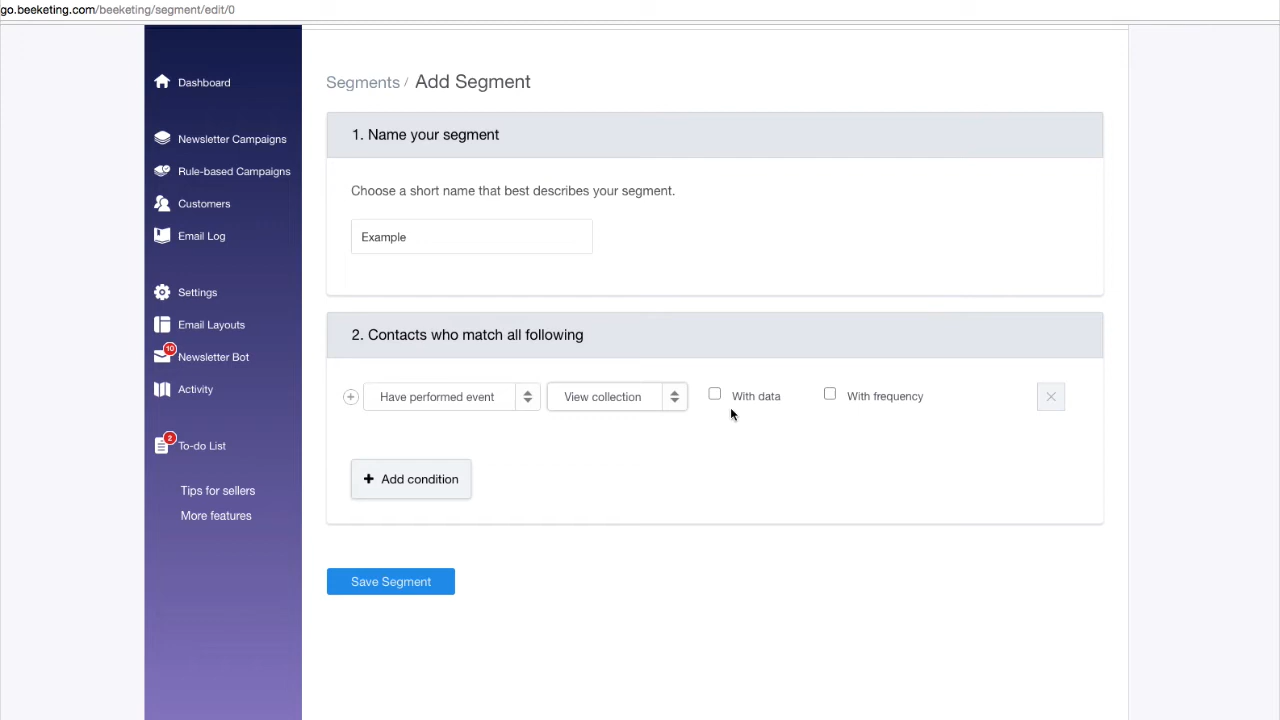 go.beeketing.com/beeketing/segment/edit/0
Dashboard
Newsletter Campaigns
Rule-based Campaigns
Customers
Email Log
Settings
Email Layouts
10
Newsletter Bot
Activity
2
To-do List
Tips for sellers
More features
Segments / Add Segment
1. Name your segment
Choose a short name that best describes your segment.
Example
2. Contacts who match all following
Have performed event View collection With data With frequency
+ Add condition
Save Segment